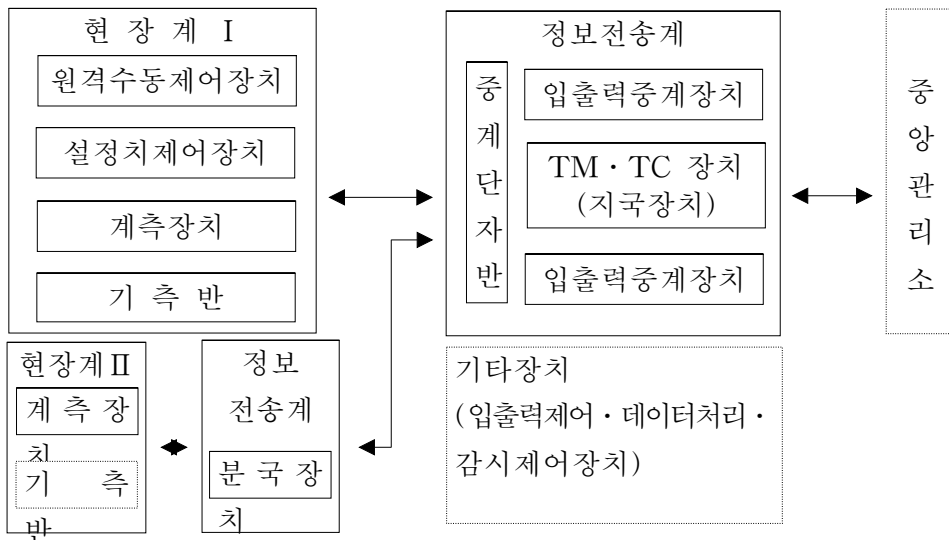 현 장 계 Ⅰ
원격수동제어장치
설정치제어장치
계측장치
기 측 반
정보전송계
중
계
단
자
반
입출력중계장치
TM·TC 장치
(지국장치)
입출력중계장치
중
앙
관
리
소
현장계Ⅱ
계 측 장
치
기 측
반
정보
전송계
분 국 장
치
기타장치
(입출력제어·데이터처리·
감시제어장치)